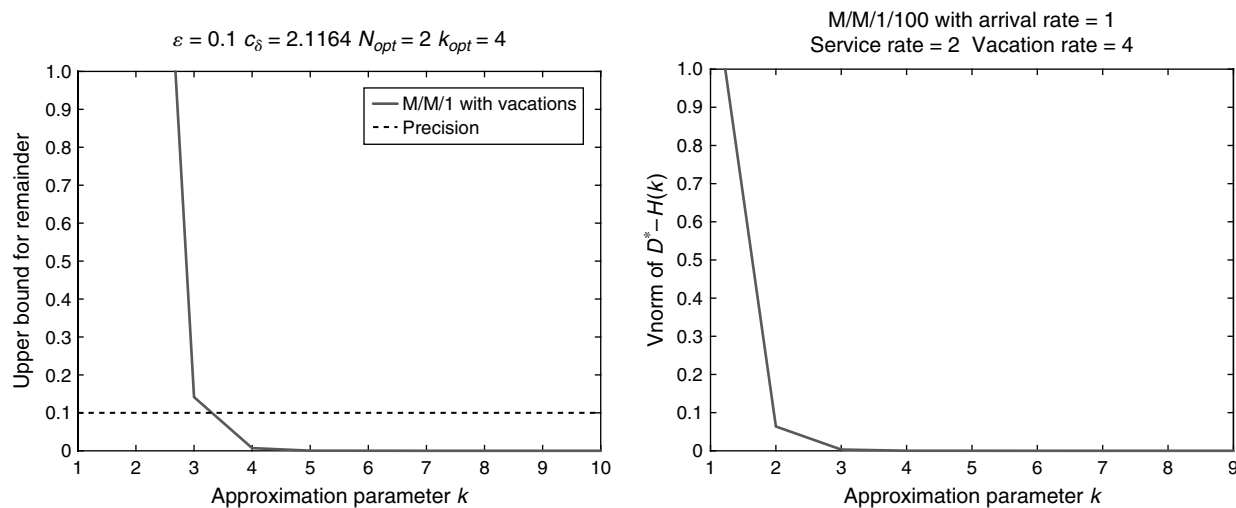 ε = 0.1 c_δ = 2.1164 N_opt = 2 k_opt = 4
Upper bound for remainder
1.0
0.9
0.8
0.7
0.6
0.5
0.4
0.3
0.2
0.1
0
M/M/1 with vacations
Precision
1 2 3 4 5 6 7 8 9 10
Approximation parameter k
M/M/1/100 with arrival rate = 1
Service rate = 2 Vacation rate = 4
Vnorm of D*–H(k)
1.0
0.9
0.8
0.7
0.6
0.5
0.4
0.3
0.2
0.1
0
1 2 3 4 5 6 7 8 9
Approximation parameter k